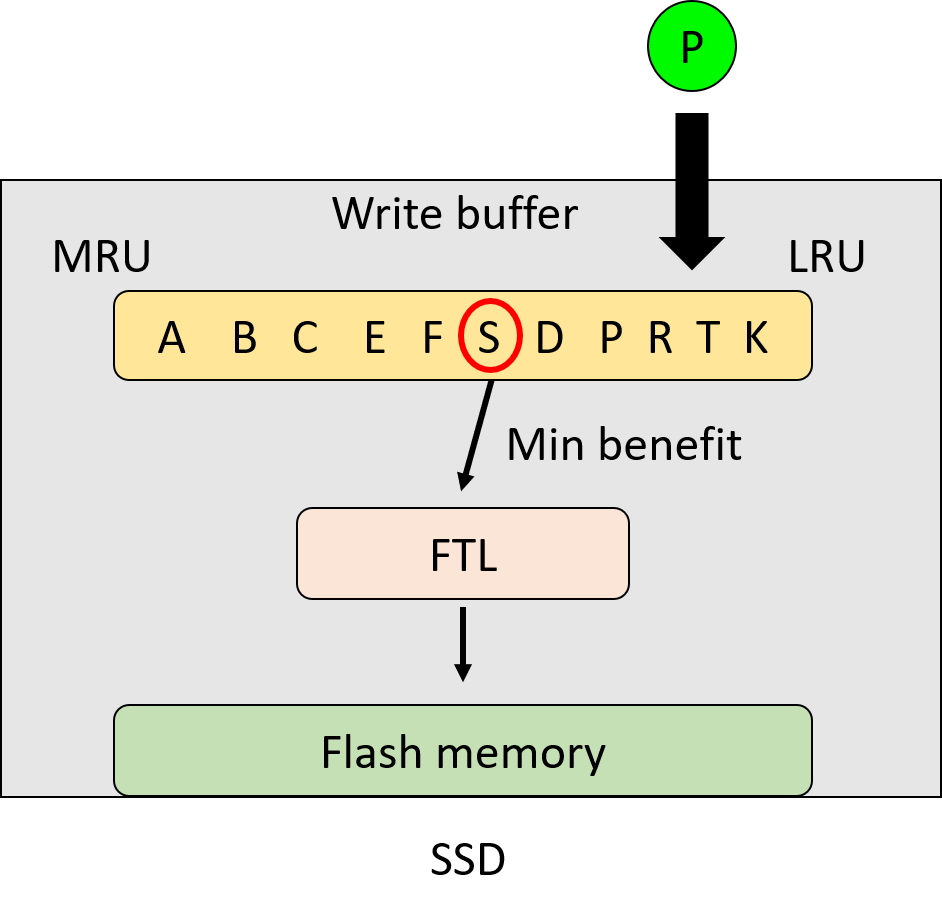 P
Write buffer
MRU
LRU
A B C E F S D P R T K
Min benefit
FTL
Flash memory
SSD